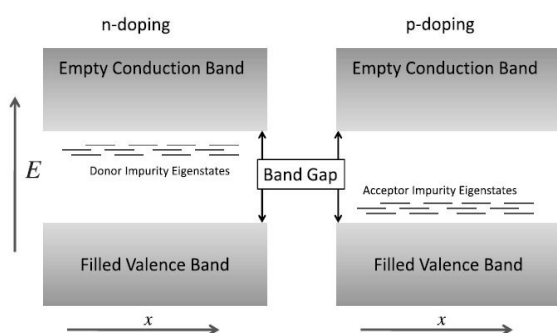 n-doping
p-doping
Empty Conduction Band
Empty Conduction Band
E
Donor Impurity Eigenstates
Band Gap
Acceptor Impurity Eigenstates
Filled Valence Band
Filled Valence Band
x
x